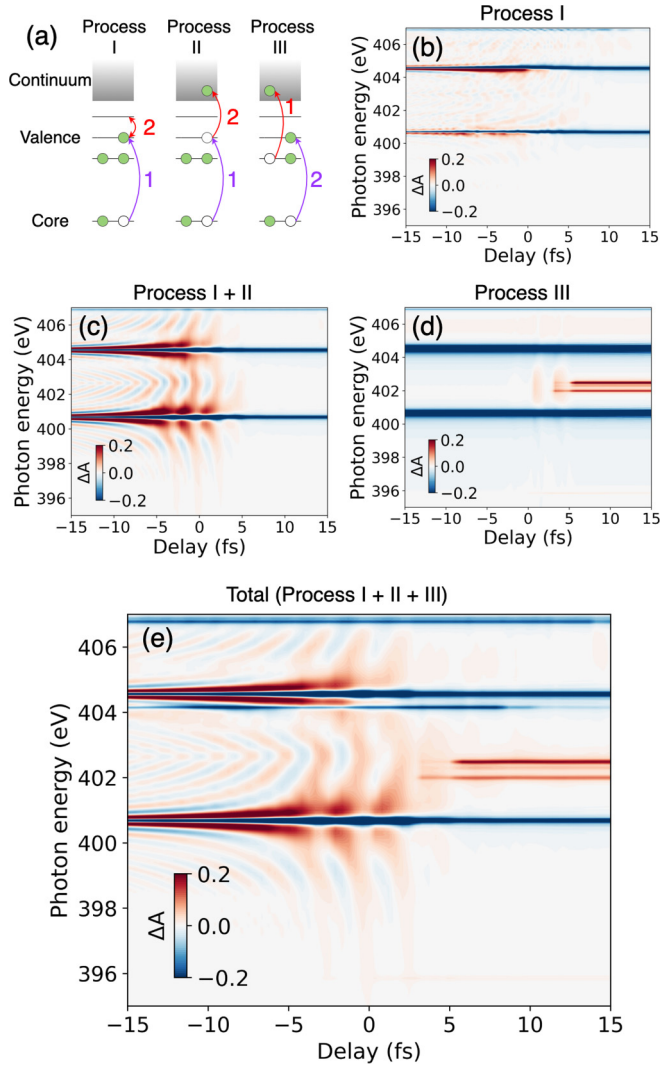 (a)
Process I
Process II
Process III
Continuum
Valence
Core
2
1
2
1
1
2
Process I
(b)
Photon energy (eV)
406
404
402
400
398
396
ΔA
0.2
0.0
−0.2
−15 −10 −5 0 5 10 15
Delay (fs)
Process I + II
(c)
Photon energy (eV)
406
404
402
400
398
396
ΔA
0.2
0.0
−0.2
−15 −10 −5 0 5 10 15
Delay (fs)
Process III
(d)
Photon energy (eV)
406
404
402
400
398
396
ΔA
0.2
0.0
−0.2
−15 −10 −5 0 5 10 15
Delay (fs)
Total (Process I + II + III)
(e)
Photon energy (eV)
406
404
402
400
398
396
ΔA
0.2
0.0
−0.2
−15 −10 −5 0 5 10 15
Delay (fs)